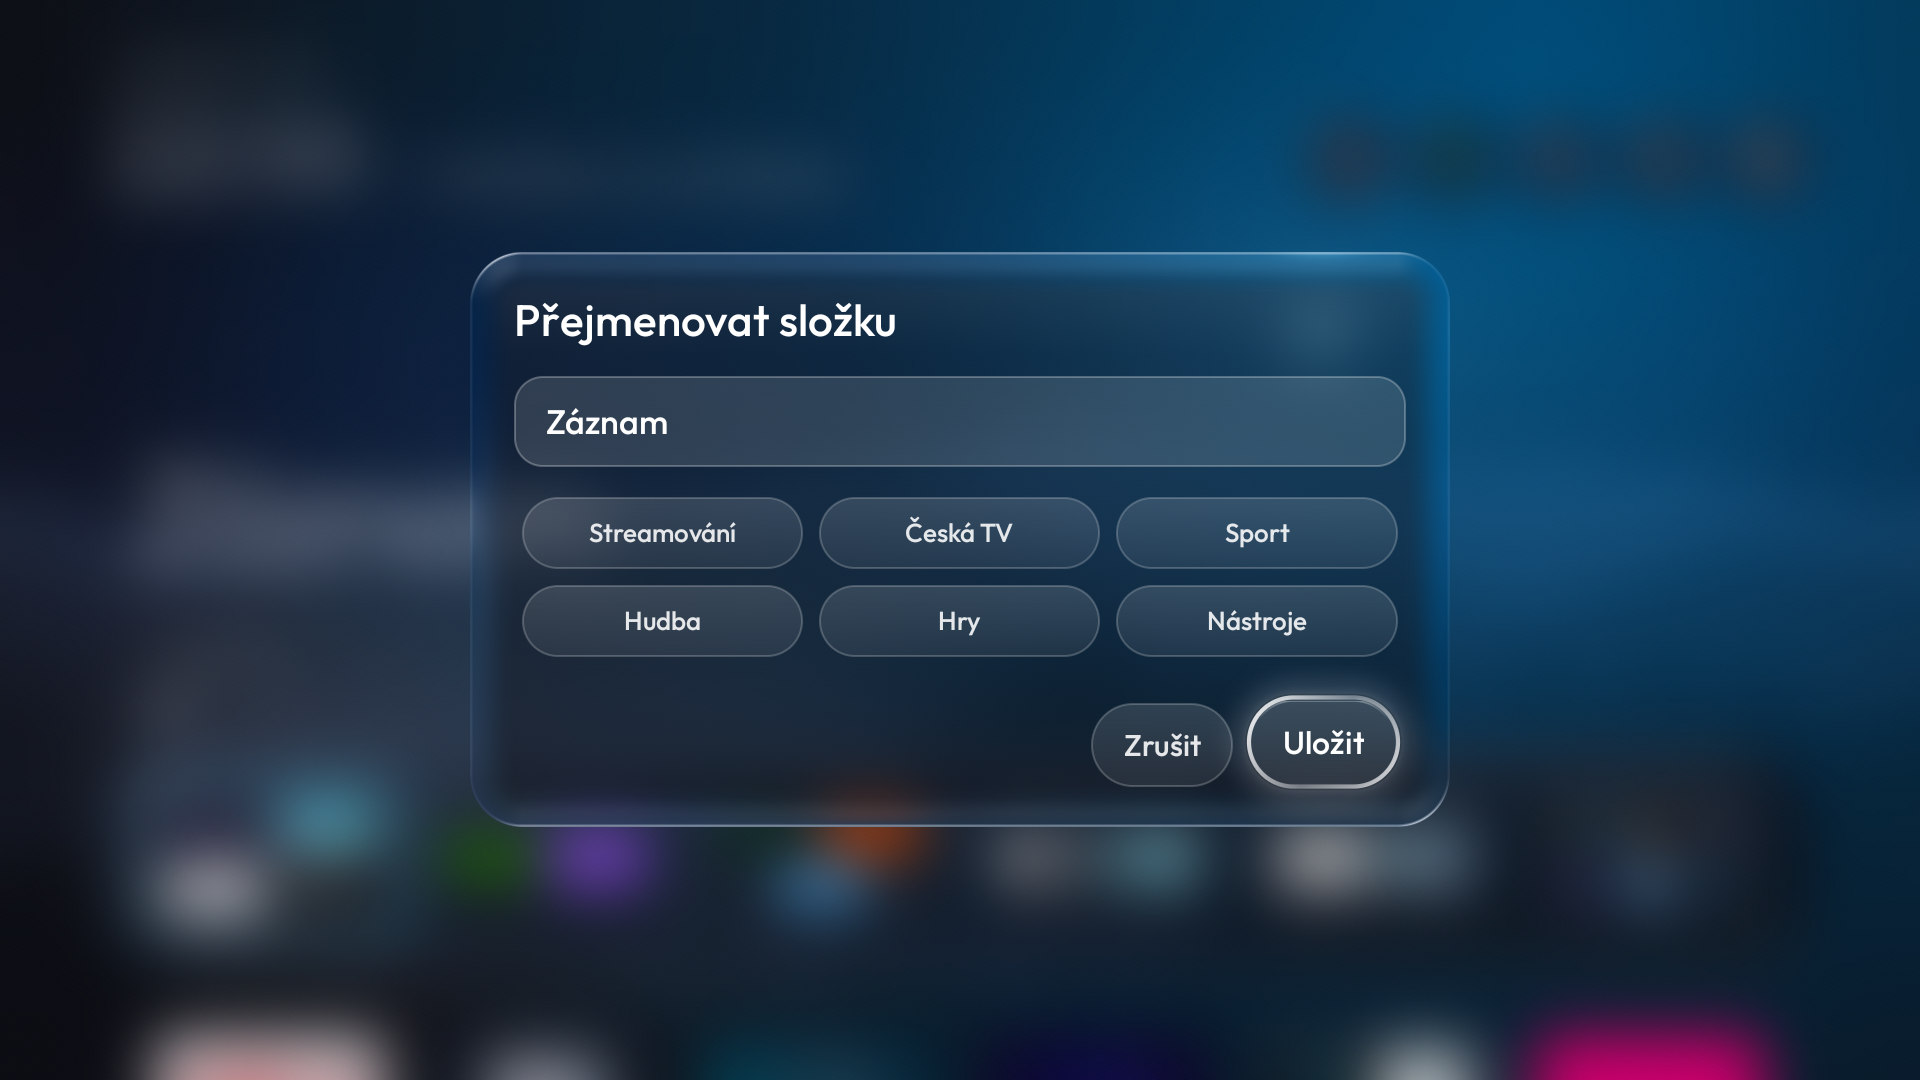 Přejmenovat složku
Záznam
Streamování
Česká TV
Sport
Hudba
Hry
Nástroje
Zrušit
Uložit